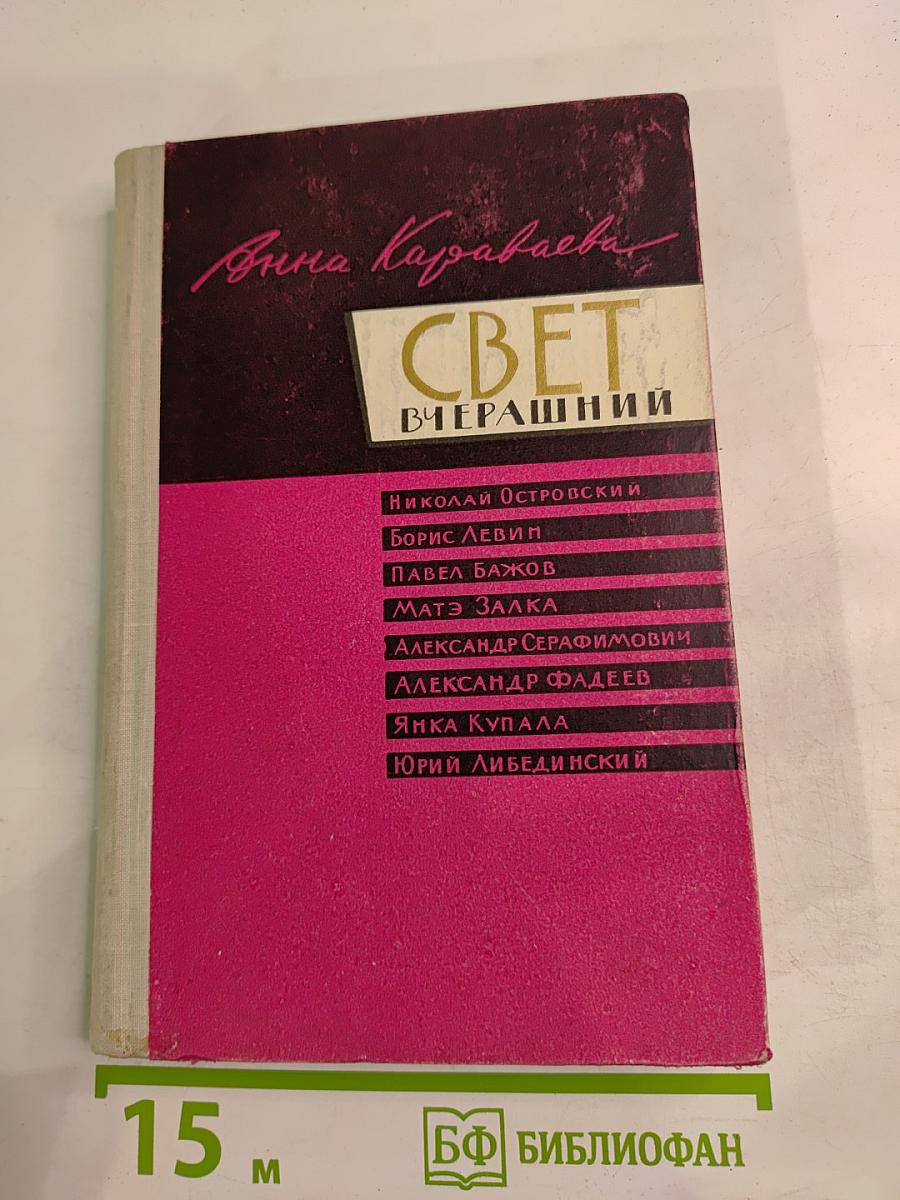 Анна Караваева
СВЕТ
ВЧЕРАШНИЙ
НИКОЛАЙ ОСТРОВСКИЙ
БОРИС ЛЕВИН
ПАВЕЛ БАЖОВ
МАТЭ ЗАЛКА
АЛЕКСАНДР СЕРАФИМОВИЧ
АЛЕКСАНДР ФАДЕЕВ
ЯНКА КУПАЛА
ЮРИЙ ЛИБЕДИНСКИЙ
15 м
БФ БИБЛИОФАН